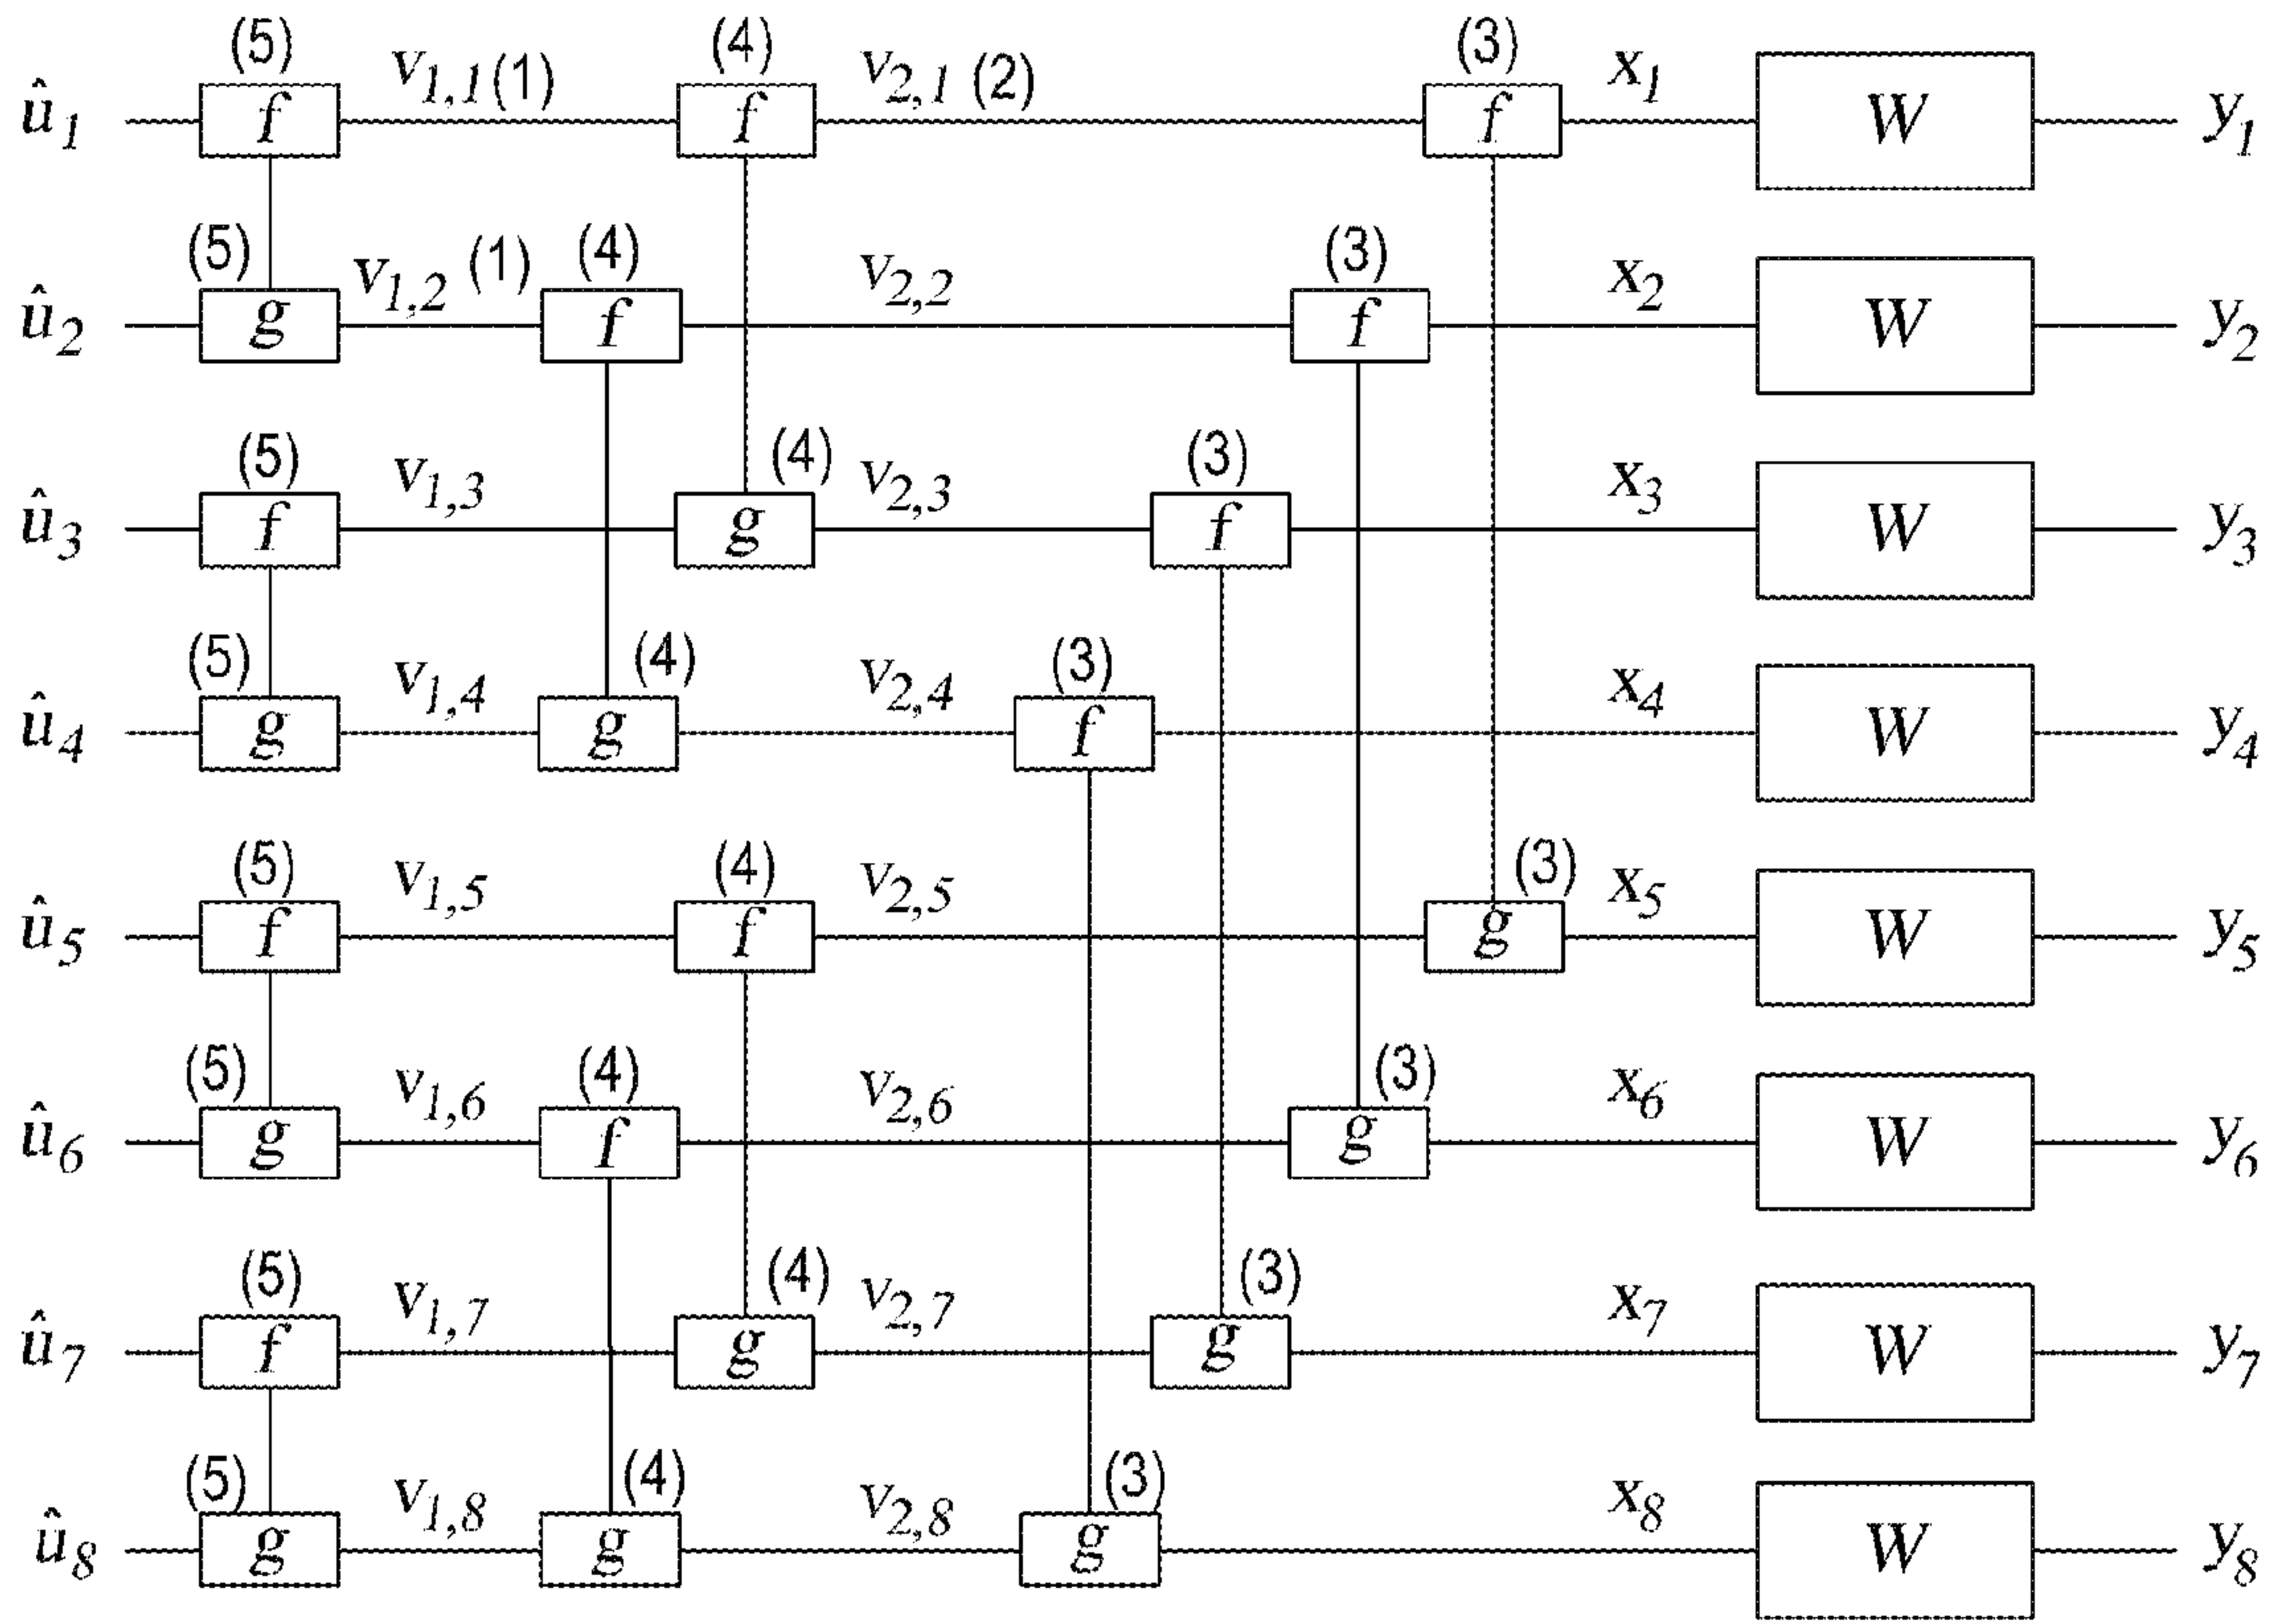 (5) (4) (3)
û₁ f v₁,₁ (1) f v₂,₁ (2) f x₁ W y₁
(5) (1) (4) (3)
û₂ g v₁,₂ f v₂,₂ f x₂ W y₂
(5) (4) (3)
û₃ f v₁,₃ g v₂,₃ f x₃ W y₃
(5) (4) (3)
û₄ g v₁,₄ g v₂,₄ f x₄ W y₄
(5) (4) (3)
û₅ f v₁,₅ f v₂,₅ g x₅ W y₅
(5) (4) (3)
û₆ g v₁,₆ f v₂,₆ g x₆ W y₆
(5) (4) (3)
û₇ f v₁,₇ g v₂,₇ g x₇ W y₇
(5) (4) (3)
û₈ g v₁,₈ g v₂,₈ g x₈ W y₈